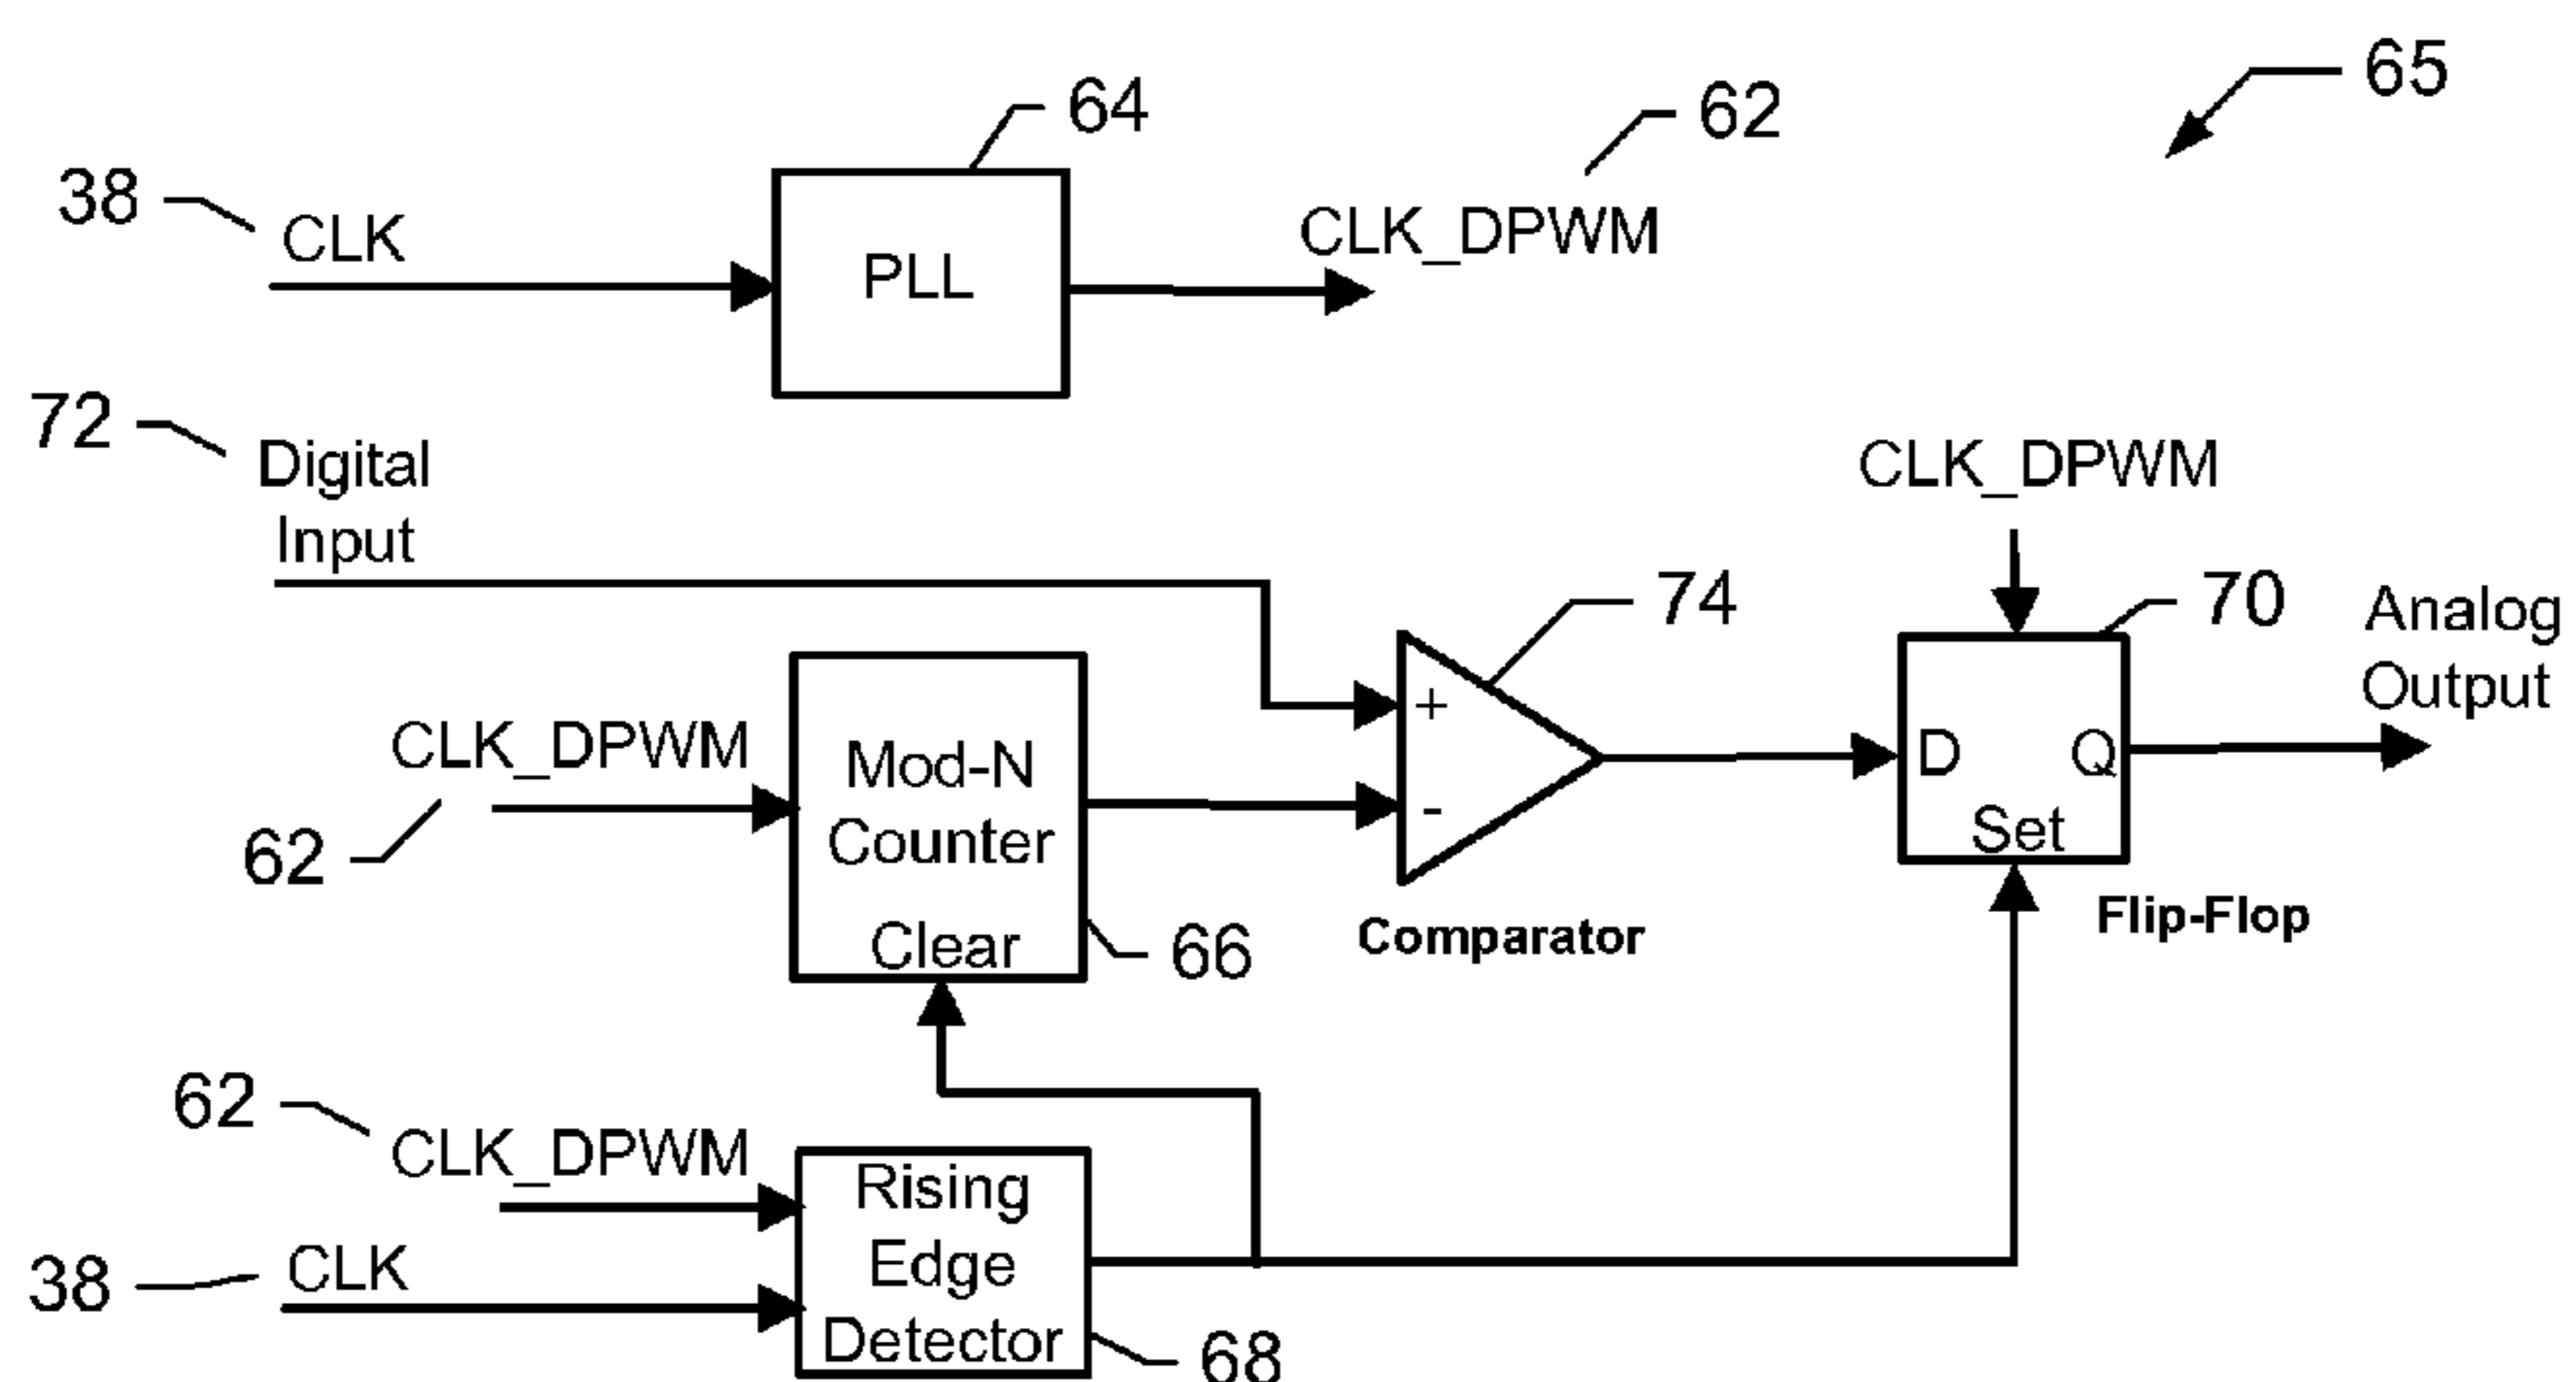 65
64
62
38
CLK
CLK_DPWM
PLL
72
Digital
Input
CLK_DPWM
74
70
Analog
Output
+
CLK_DPWM
Mod-N
Counter
Clear
-
D
Q
Set
62
66
Comparator
Flip-Flop
62
CLK_DPWM
Rising
Edge
Detector
38
CLK
68